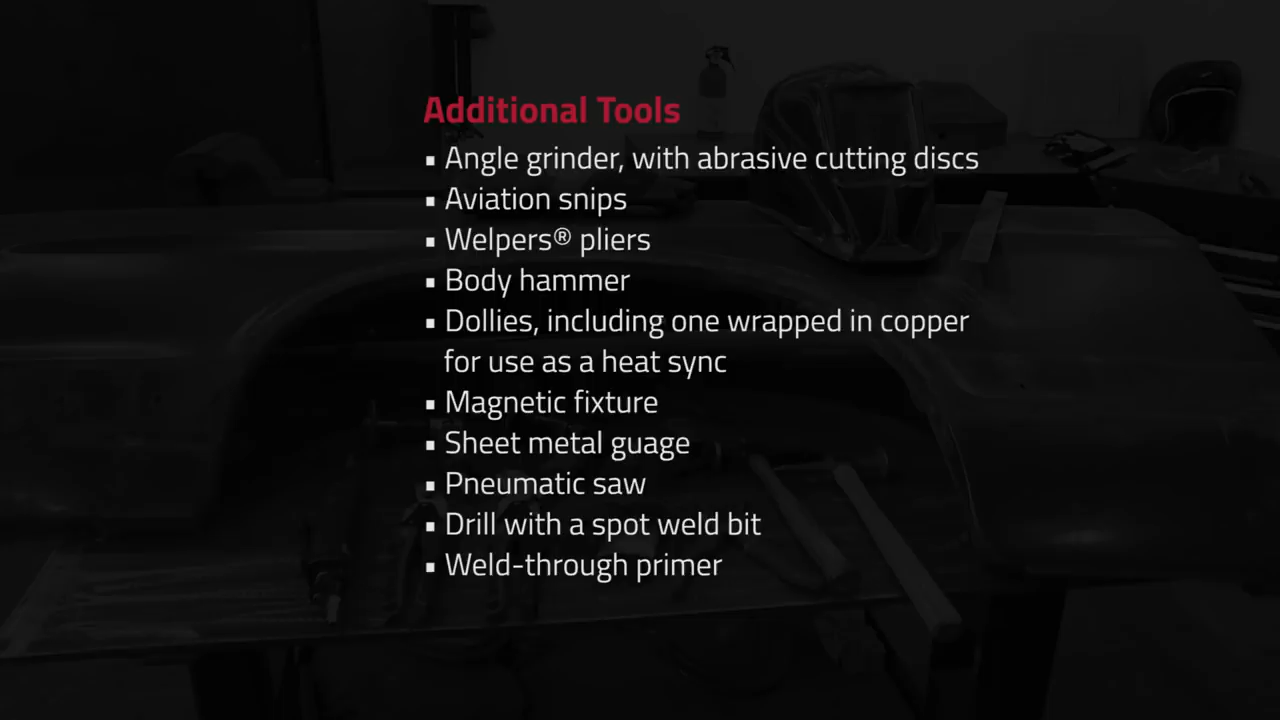 Additional Tools
▪ Angle grinder, with abrasive cutting discs
▪ Aviation snips
▪ Welpers® pliers
▪ Body hammer
▪ Dollies, including one wrapped in copper
for use as a heat sync
▪ Magnetic fixture
▪ Sheet metal guage
▪ Pneumatic saw
▪ Drill with a spot weld bit
▪ Weld-through primer